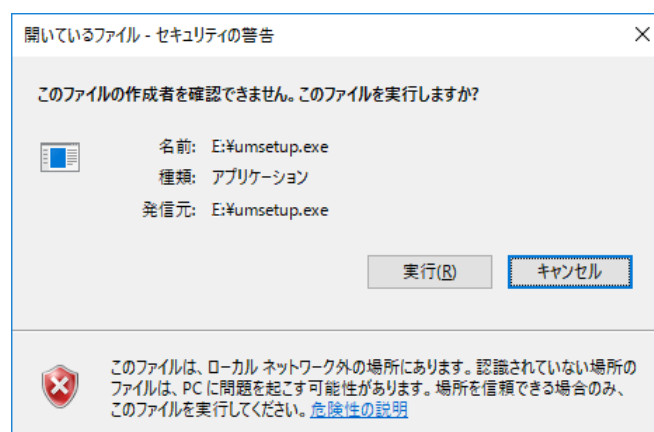 開いているファイル - セキュリティの警告
このファイルの作成者を確認できません。このファイルを実行しますか?
名前: E:¥umsetup.exe
種類: アプリケーション
発信元: E:¥umsetup.exe
実行(R) キャンセル
このファイルは、ローカル ネットワーク外の場所にあります。認識されていない場所の
ファイルは、PC に問題を起こす可能性があります。場所を信頼できる場合のみ、
このファイルを実行してください。危険性の説明